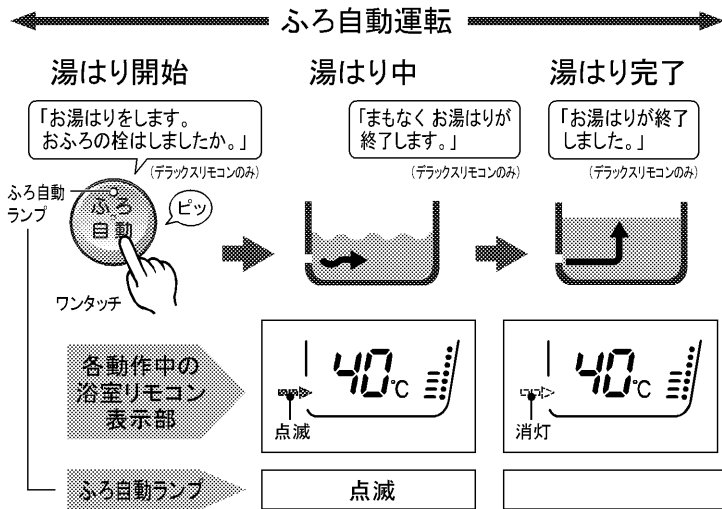 ふろ自動運転
湯はり開始
湯はり中
湯はり完了
「お湯はりをします。
おふろの栓はしましたか。」
(デラックスリモコンのみ)
「まもなくお湯はりが
終了します。」
(デラックスリモコンのみ)
「お湯はりが終了
しました。」
(デラックスリモコンのみ)
ふろ自動
ランプ
ふろ
自動
ピッ
ワンタッチ
各動作中の
浴室リモコン
表示部
40℃
点滅
40℃
消灯
ふろ自動ランプ
点滅